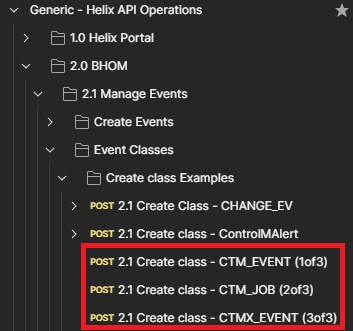 Generic - Helix API Operations
1.0 Helix Portal
2.0 BHOM
2.1 Manage Events
Create Events
Event Classes
Create class Examples
POST 2.1 Create Class - CHANGE_EV
POST 2.1 Create class - ControlMAlert
POST 2.1 Create class - CTM_EVENT (1of3)
POST 2.1 Create class - CTM_JOB (2of3)
POST 2.1 Create class - CTMX_EVENT (3of3)